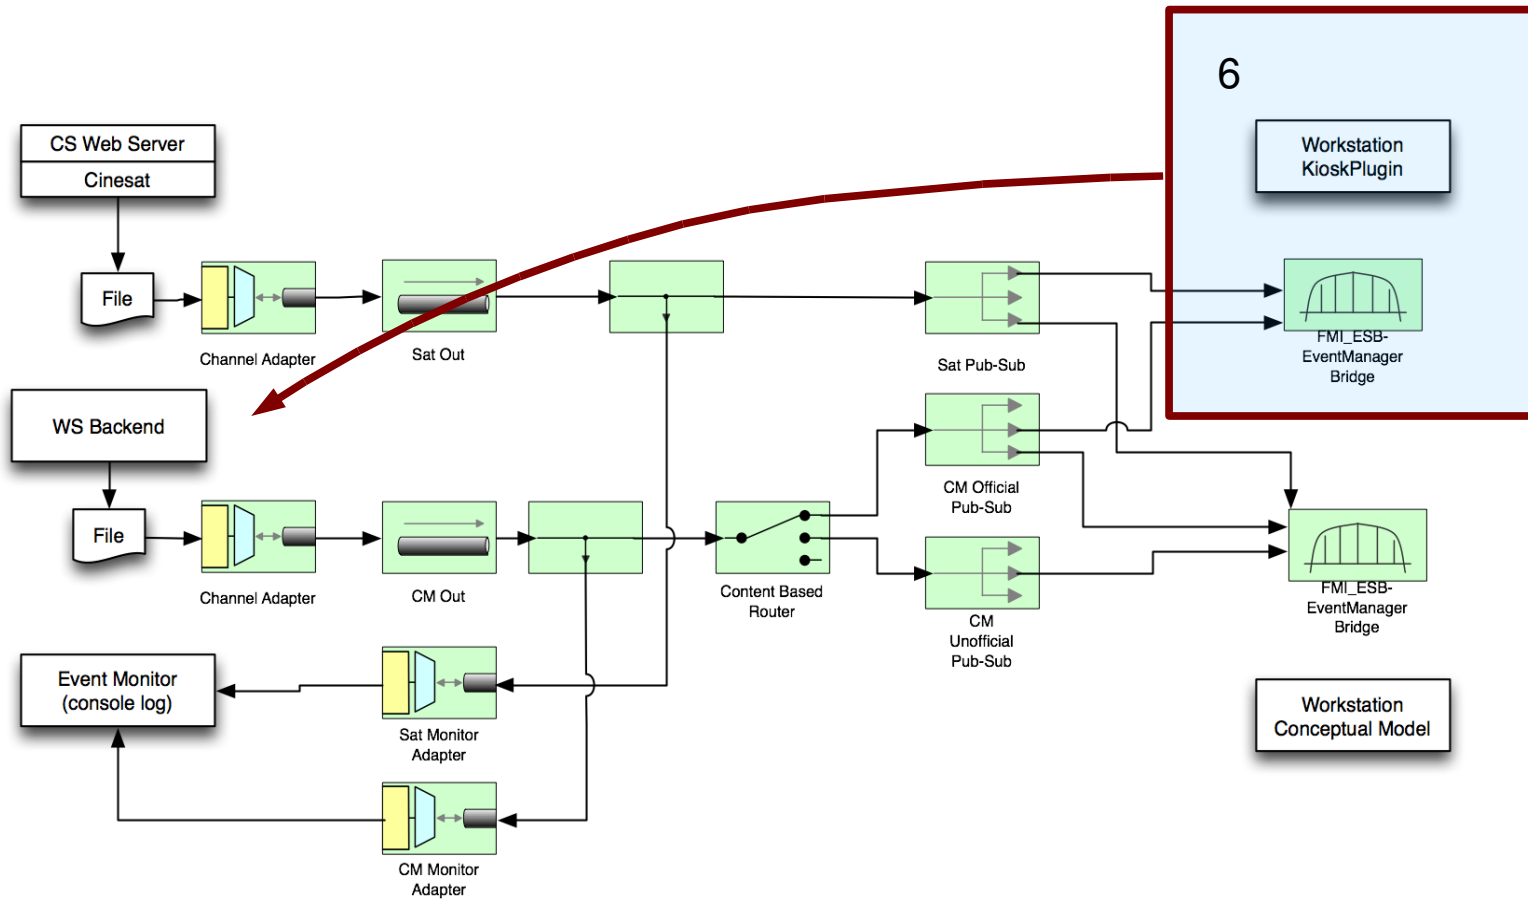 6
CS Web Server
Cinesat
Workstation
KioskPlugin
File
Channel Adapter
Sat Out
Sat Pub-Sub
FMI_ESB-
EventManager
Bridge
WS Backend
File
Channel Adapter
CM Out
Content Based
Router
CM Official
Pub-Sub
CM
Unofficial
Pub-Sub
FMI_ESB-
EventManager
Bridge
Event Monitor
(console log)
Sat Monitor
Adapter
Workstation
Conceptual Model
CM Monitor
Adapter